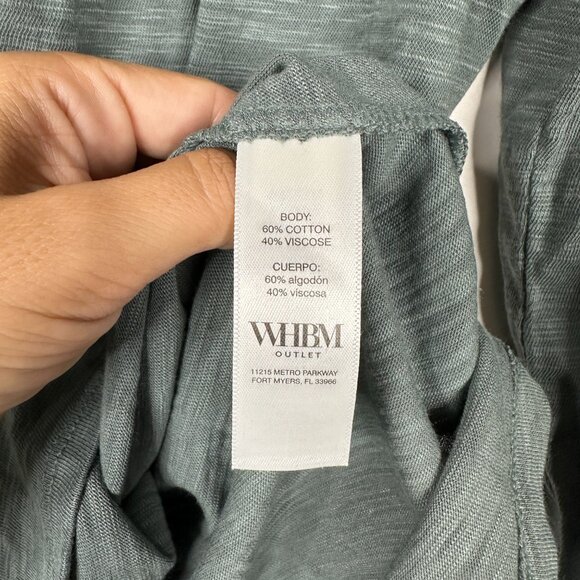 BODY:
60% COTTON
40% VISCOSE
CUERPO:
60% algodón
40% viscosa
WHBM
OUTLET
11215 METRO PARKWAY
FORT MYERS, FL 33966